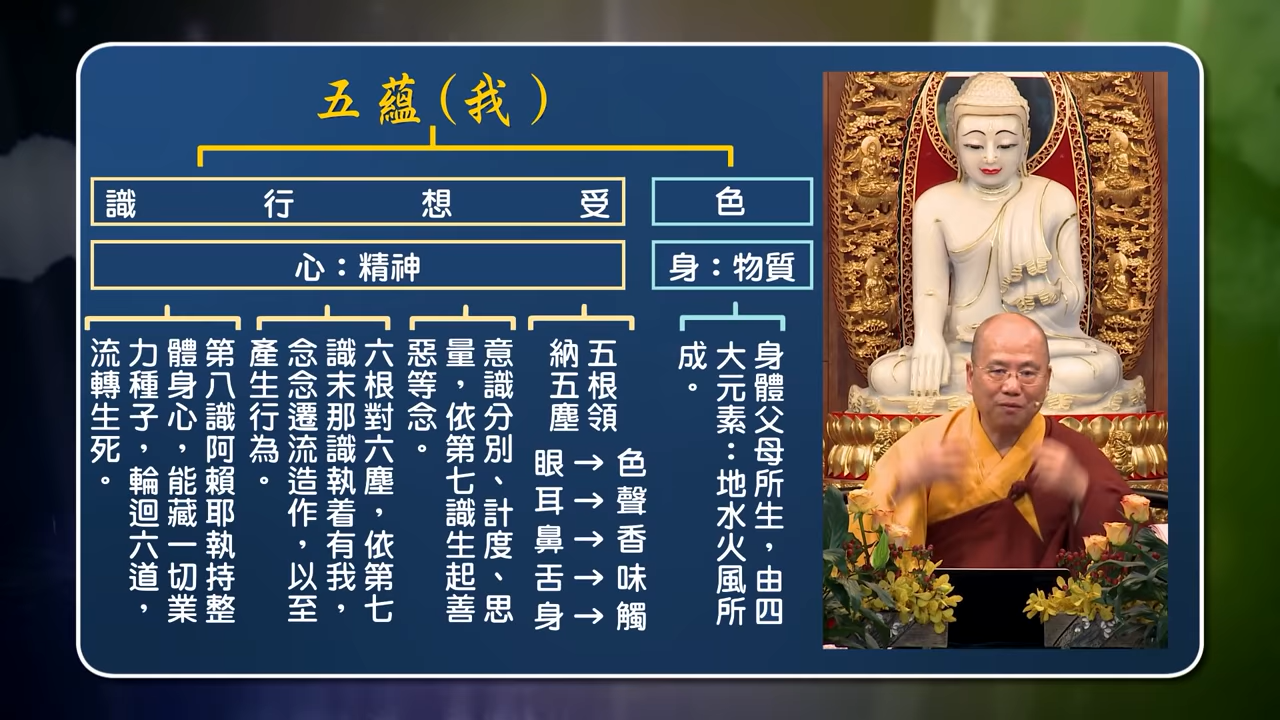 五蘊(我)
色
受
想
行
識
身：物質
心：精神
身體父母所生，由四
大元素：地水火風所
成。
五根領
納五塵
眼→色
耳→聲
鼻→香
舌→味
身→觸
意識分別、計度、思
量，依第七識生起善
惡等念。
六根對六塵，依第七
識末那識執着有我，
念念遷流造作，以至
產生行為。
第八識阿賴耶執持整
體身心，能藏一切業
力種子，輪迴六道，
流轉生死。